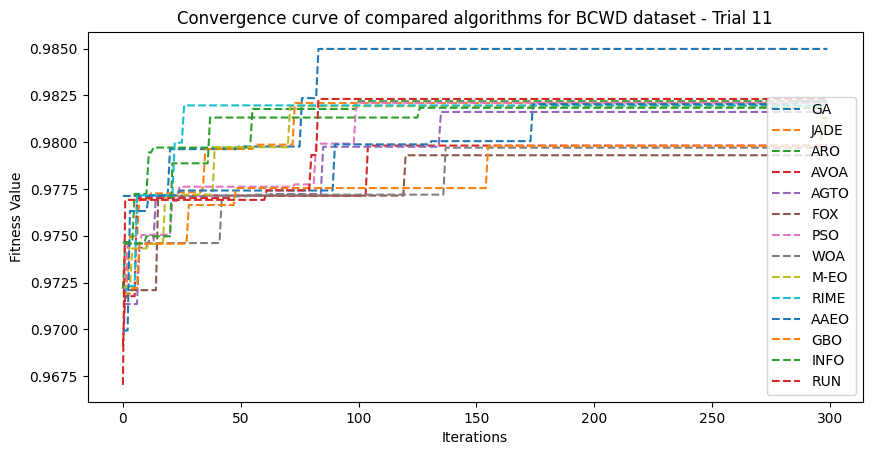 Convergence curve of compared algorithms for BCWD dataset - Trial 11
Fitness Value
0.9850
0.9825
0.9800
0.9775
0.9750
0.9725
0.9700
0.9675
GA
JADE
ARO
AVOA
AGTO
FOX
PSO
WOA
M-EO
RIME
AAEO
GBO
INFO
RUN
0 50 100 150 200 250 300
Iterations